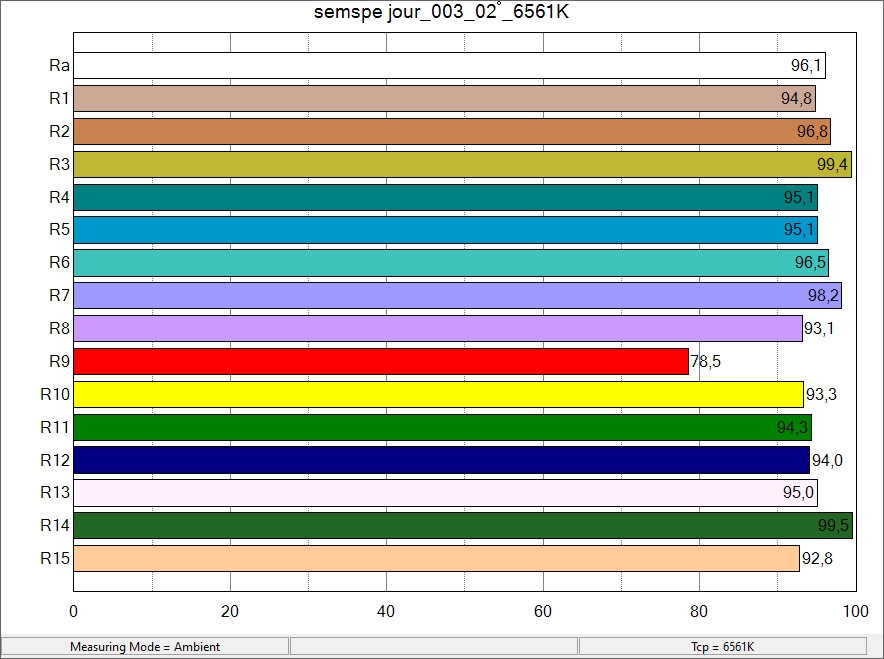 semspe jour_003_02°_6561K
Ra 96,1
R1 94,8
R2 96,8
R3 99,4
R4 95,1
R5 95,1
R6 96,5
R7 98,2
R8 93,1
R9 78,5
R10 93,3
R11 94,3
R12 94,0
R13 95,0
R14 99,5
R15 92,8
0 20 40 60 80 100
Measuring Mode = Ambient Tcp = 6561K